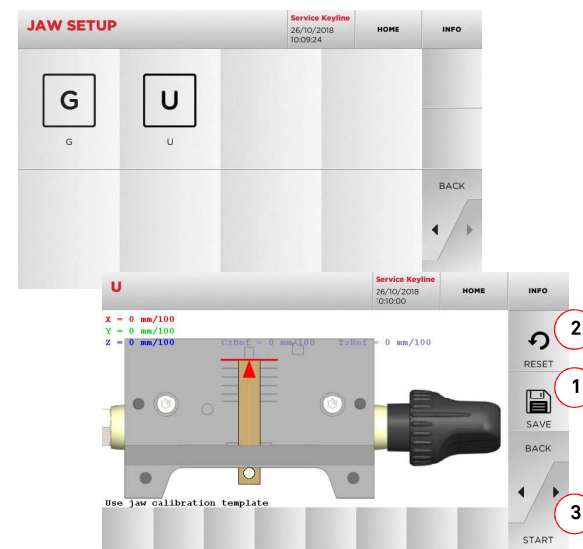 JAW SETUP
Service Keyline
26/10/2018
10:09:24
HOME
INFO
G
U
G
U
BACK
U
Service Keyline
26/10/2018
10:10:00
HOME
INFO
X = 0 mm/100
Y = 0 mm/100
Z = 0 mm/100 CzRef = 0 mm/100 TzRef = 0 mm/100
2
RESET
1
SAVE
BACK
Use jaw calibration template
3
START